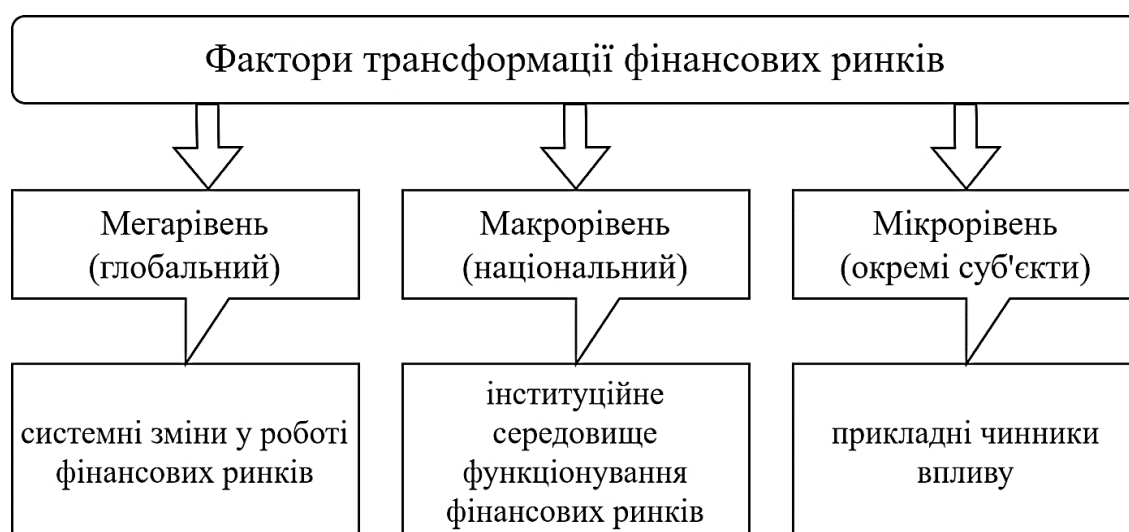 Фактори трансформації фінансових ринків
Мегарівень
(глобальний)
Макрорівень
(національний)
Мікрорівень
(окремі суб'єкти)
системні зміни у роботі
фінансових ринків
інституційне
середовище
функціонування
фінансових ринків
прикладні чинники
впливу